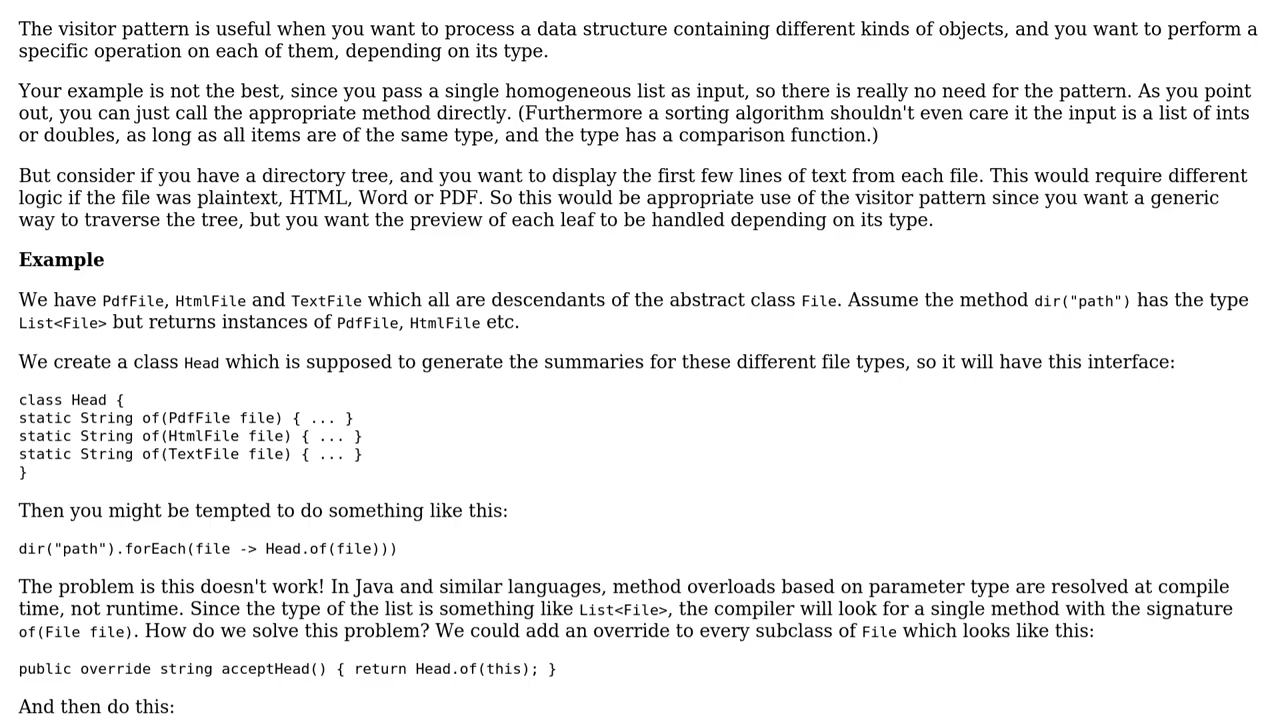 The visitor pattern is useful when you want to process a data structure containing different kinds of objects, and you want to perform a
specific operation on each of them, depending on its type.
Your example is not the best, since you pass a single homogeneous list as input, so there is really no need for the pattern. As you point
out, you can just call the appropriate method directly. (Furthermore a sorting algorithm shouldn't even care it the input is a list of ints
or doubles, as long as all items are of the same type, and the type has a comparison function.)
But consider if you have a directory tree, and you want to display the first few lines of text from each file. This would require different
logic if the file was plaintext, HTML, Word or PDF. So this would be appropriate use of the visitor pattern since you want a generic
way to traverse the tree, but you want the preview of each leaf to be handled depending on its type.
Example
We have PdfFile, HtmlFile and TextFile which all are descendants of the abstract class File. Assume the method dir("path") has the type
List<File> but returns instances of PdfFile, HtmlFile etc.
We create a class Head which is supposed to generate the summaries for these different file types, so it will have this interface:
class Head {
static String of(PdfFile file) { ... }
static String of(HtmlFile file) { ... }
static String of(TextFile file) { ... }
}
Then you might be tempted to do something like this:
dir("path").forEach(file -> Head.of(file)))
The problem is this doesn't work! In Java and similar languages, method overloads based on parameter type are resolved at compile
time, not runtime. Since the type of the list is something like List<File>, the compiler will look for a single method with the signature
of(File file). How do we solve this problem? We could add an override to every subclass of File which looks like this:
public override string acceptHead() { return Head.of(this); }
And then do this: